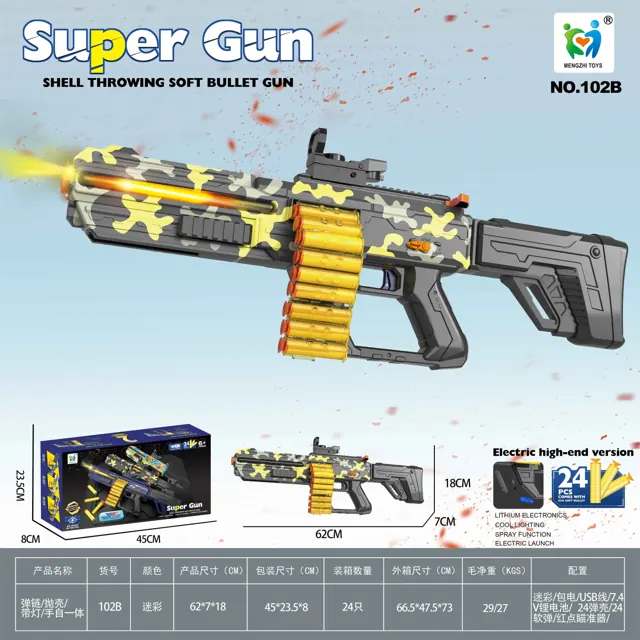 Super Gun
SHELL THROWING SOFT BULLET GUN
MENGZHI TOYS
®
NO.102B
Electric high-end version
24
PCS
COMES WITH
LITHIUM ELECTRONICS
COOL LIGHTING
SPRAY FUNCTION
ELECTRIC LAUNCH
Super Gun
23.5CM
8CM
45CM
62CM
18CM
7CM
产品名称 货号 颜色 产品尺寸(CM) 包装尺寸(CM) 装箱数量 外箱尺寸(CM) 毛净重(KGS) 配置
弹链/抛壳/
带灯/手自一体
102B 迷彩 62*7*18 45*23.5*8 24只 66.5*47.5*73 29/27
迷彩/包电/USB线/7.4
V锂电池/ 24弹壳/24
软弹/红点瞄准器/